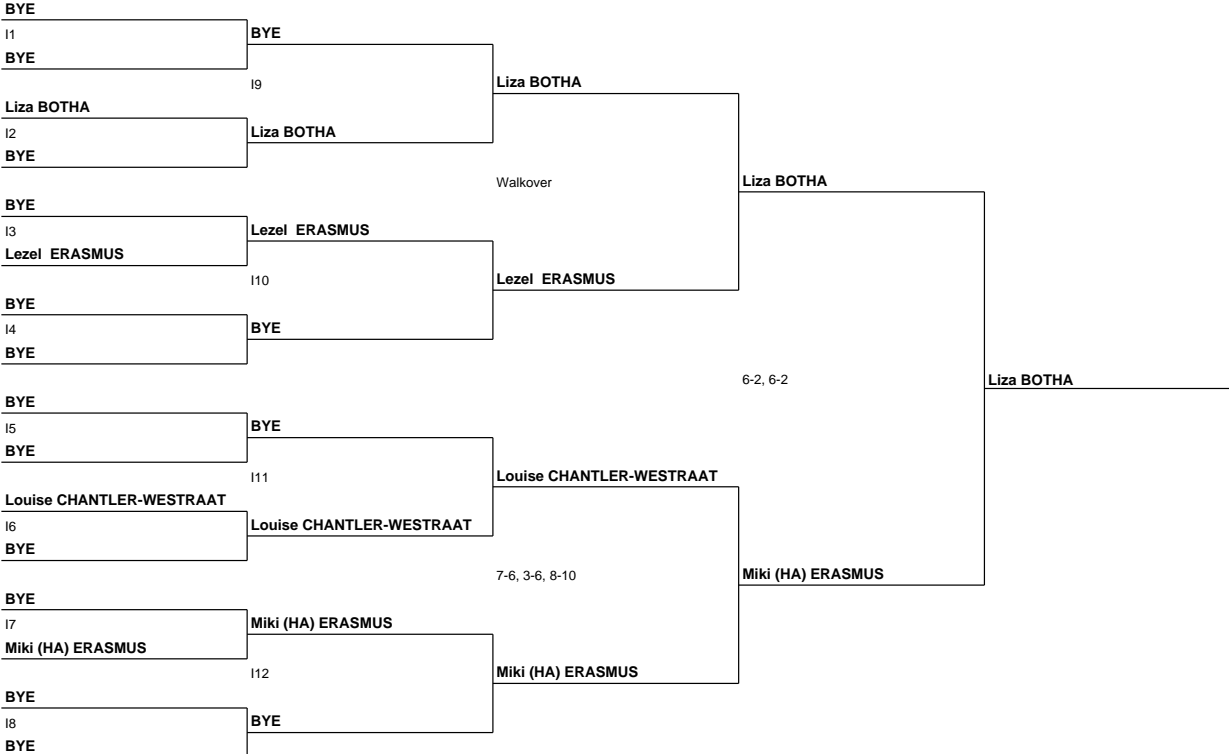 BYE
I1
BYE
BYE
I9
Liza BOTHA
Liza BOTHA
I2
Liza BOTHA
BYE
Walkover
Liza BOTHA
BYE
I3
Lezel ERASMUS
Lezel ERASMUS
I10
Lezel ERASMUS
BYE
I4
BYE
BYE
6-2, 6-2
Liza BOTHA
BYE
I5
BYE
BYE
I11
Louise CHANTLER-WESTRAAT
Louise CHANTLER-WESTRAAT
I6
Louise CHANTLER-WESTRAAT
BYE
7-6, 3-6, 8-10
Miki (HA) ERASMUS
BYE
I7
Miki (HA) ERASMUS
Miki (HA) ERASMUS
I12
Miki (HA) ERASMUS
BYE
I8
BYE
BYE